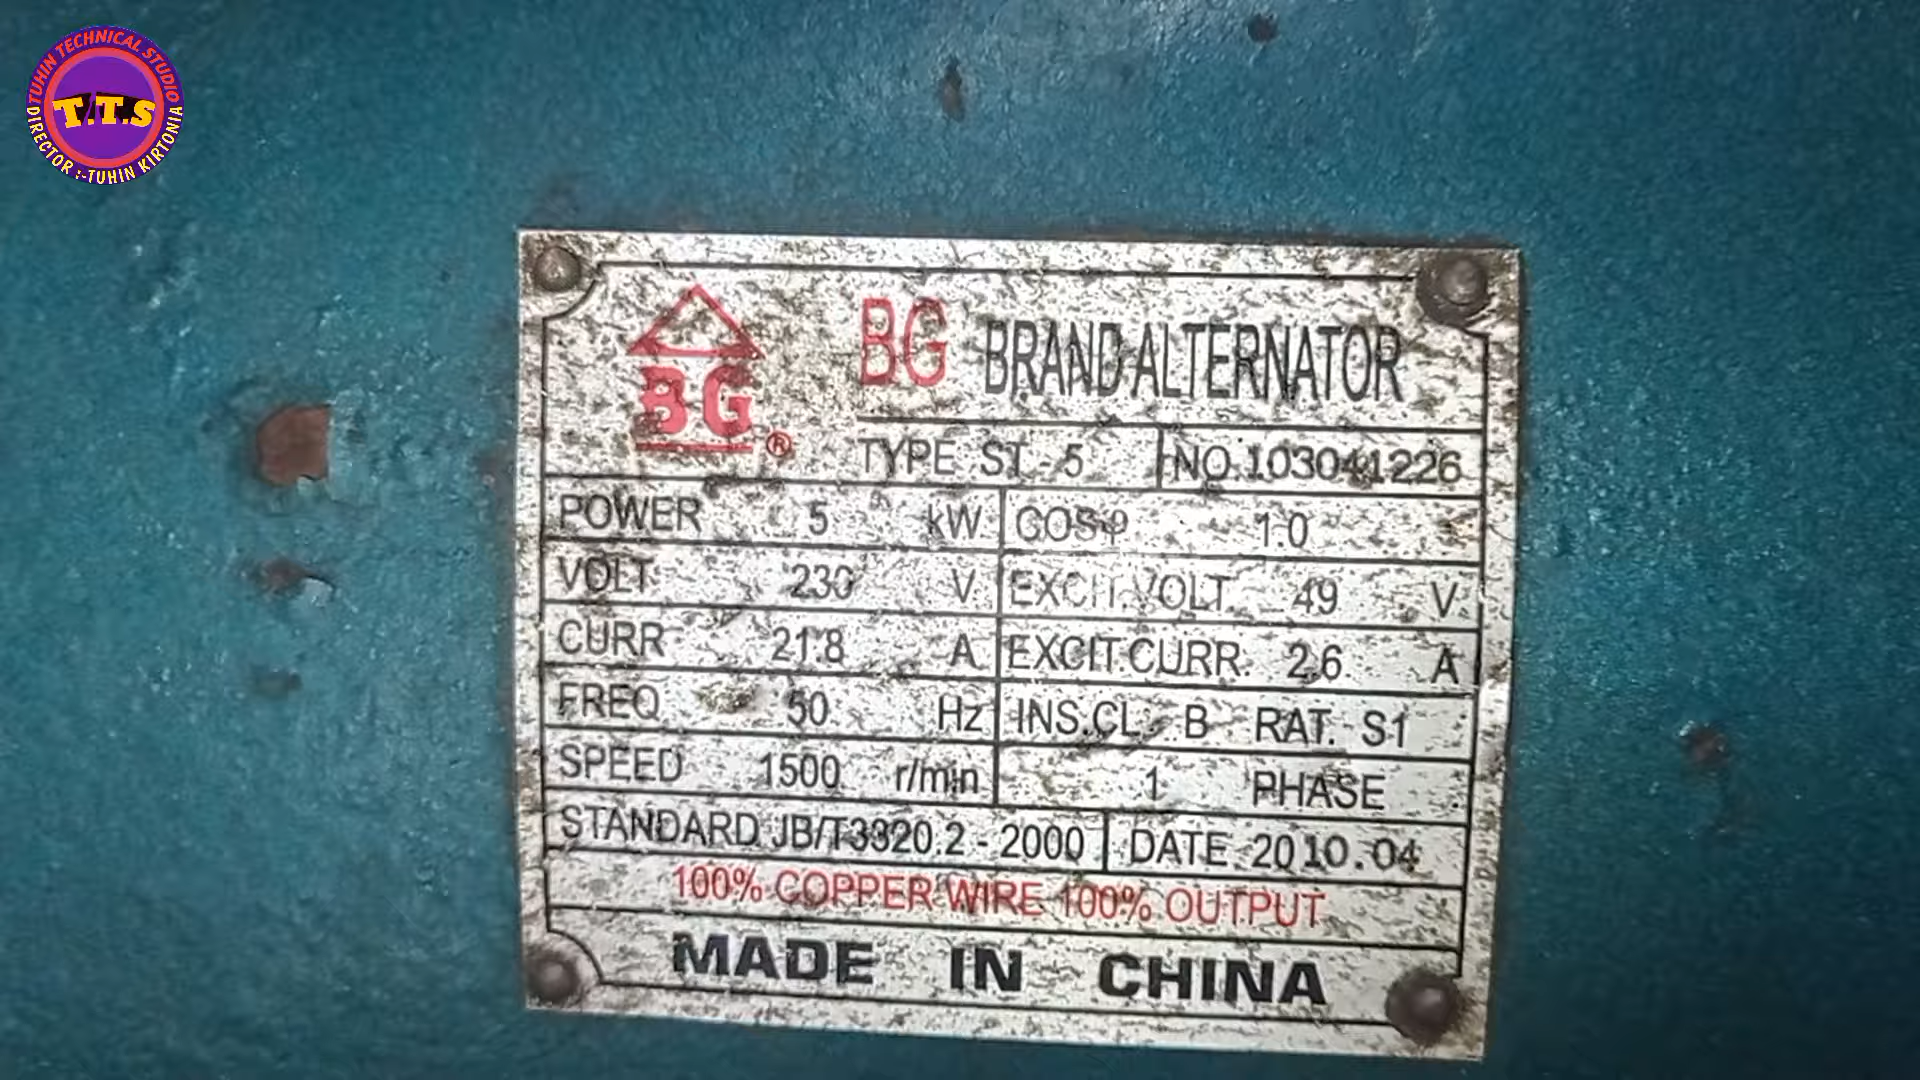 TUHIN TECHNICAL STUDIO
T.T.S
DIRECTOR :-TUHIN KIRTONIA
BG BRAND ALTERNATOR
BG ®
TYPE ST - 5 NO.103041226
POWER 5 kW COSφ 1.0
VOLT 230 V EXCIT.VOLT. 49 V
CURR 21.8 A EXCIT.CURR. 2.6 A
FREQ 50 Hz INS.CL. B RAT. S1
SPEED 1500 r/min 1 PHASE
STANDARD JB/T3320.2 - 2000 DATE 2010.04
100% COPPER WIRE 100% OUTPUT
MADE IN CHINA